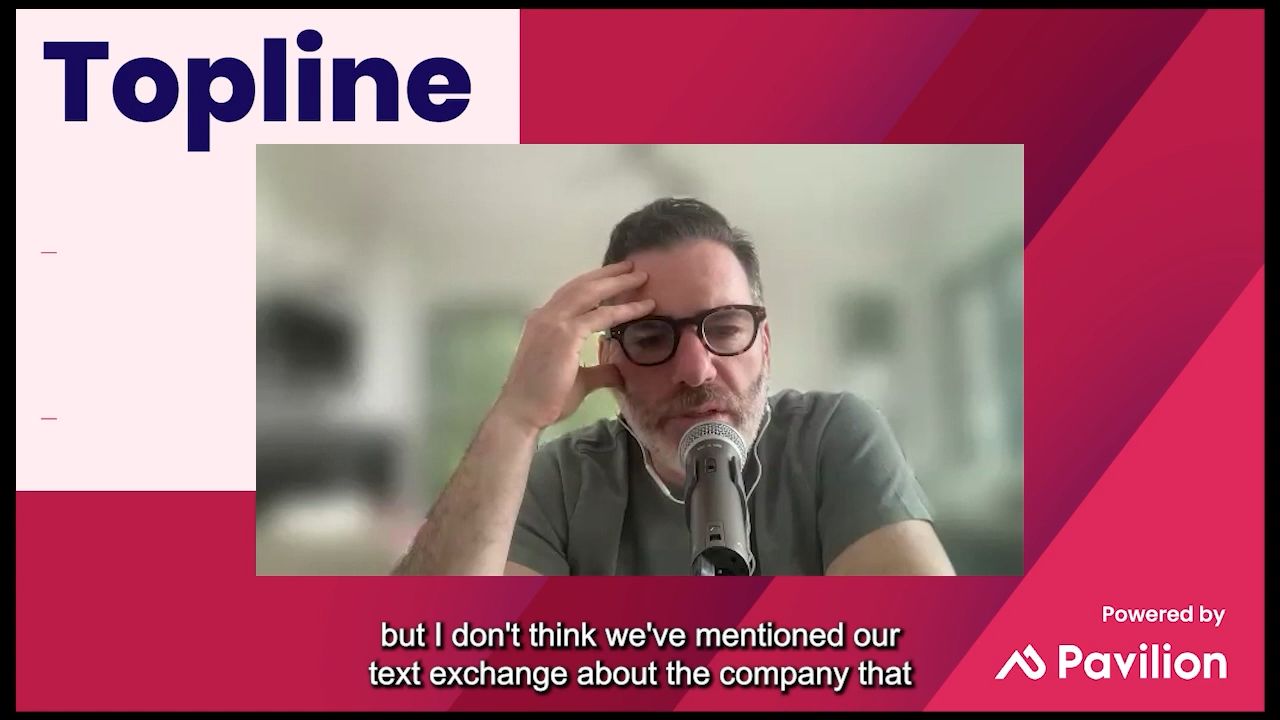 Topline
but I don't think we've mentioned our
text exchange about the company that
Powered by
Pavilion